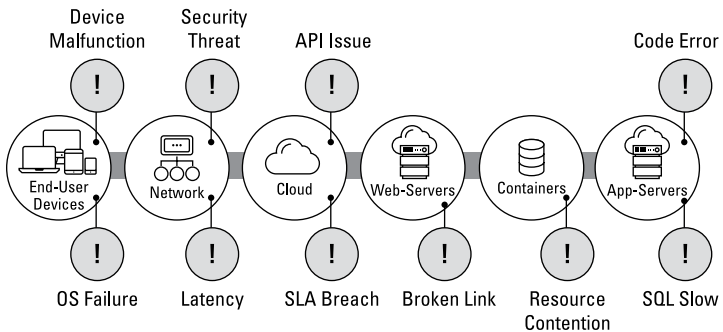 Device
Malfunction
Security
Threat
API Issue
Code Error
!
!
!
!
End-User
Devices
Network
Cloud
Web-Servers
Containers
App-Servers
!
!
!
!
!
!
OS Failure
Latency
SLA Breach
Broken Link
Resource
Contention
SQL Slow